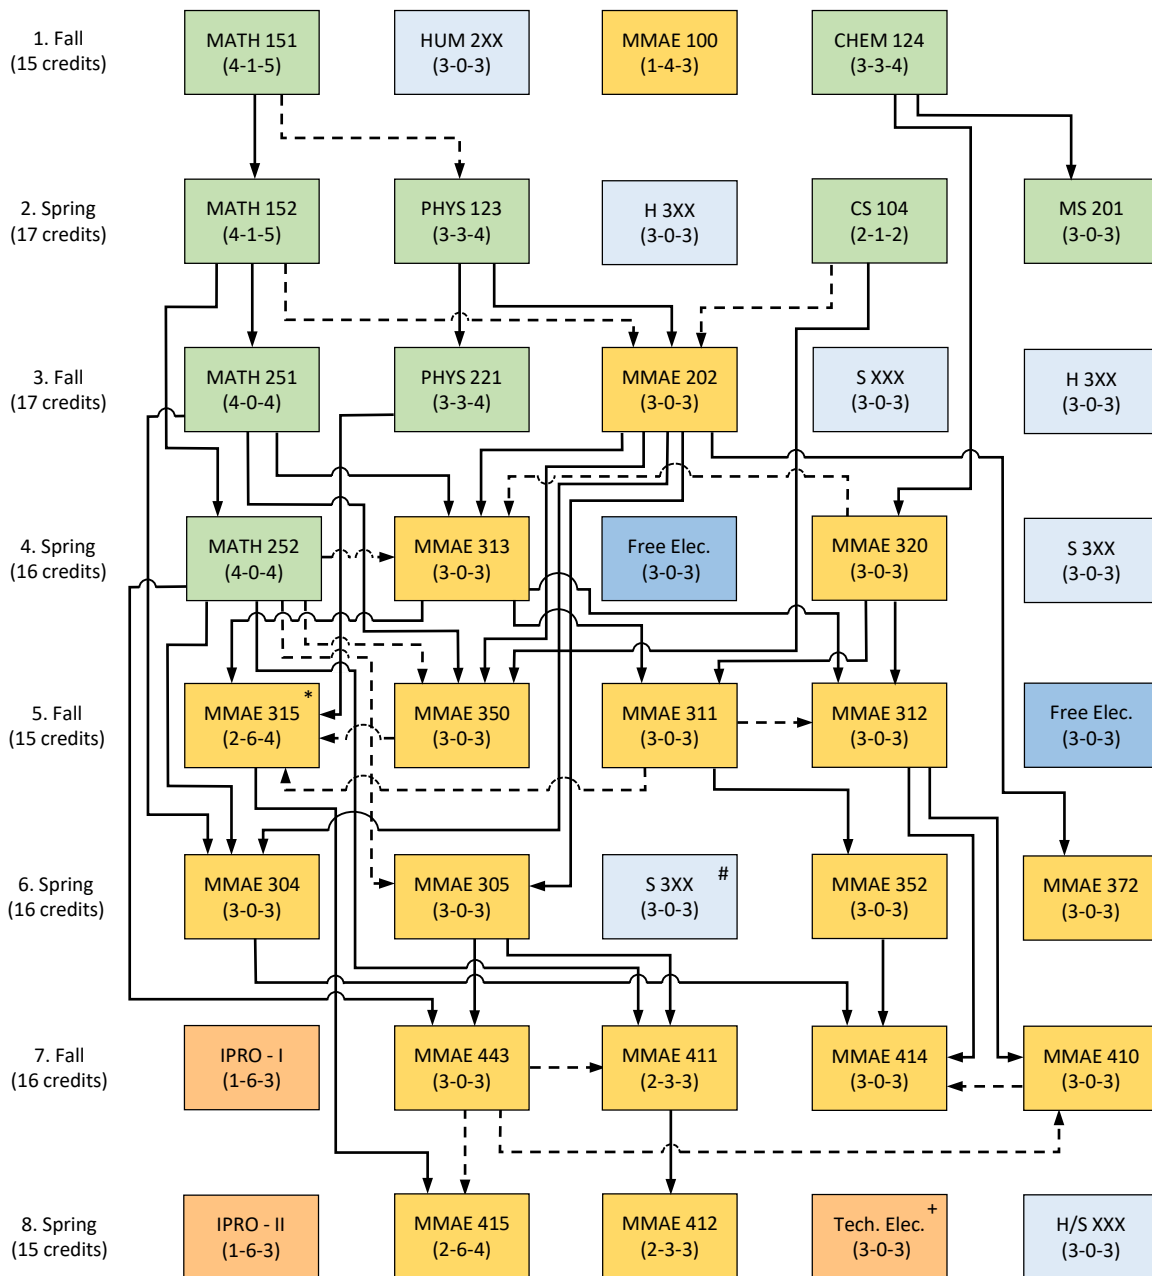 1. Fall
(15 credits)
MATH 151
(4-1-5)
HUM 2XX
(3-0-3)
MMAE 100
(1-4-3)
CHEM 124
(3-3-4)
2. Spring
(17 credits)
MATH 152
(4-1-5)
PHYS 123
(3-3-4)
H 3XX
(3-0-3)
CS 104
(2-1-2)
MS 201
(3-0-3)
3. Fall
(17 credits)
MATH 251
(4-0-4)
PHYS 221
(3-3-4)
MMAE 202
(3-0-3)
S XXX
(3-0-3)
H 3XX
(3-0-3)
4. Spring
(16 credits)
MATH 252
(4-0-4)
MMAE 313
(3-0-3)
Free Elec.
(3-0-3)
MMAE 320
(3-0-3)
S 3XX
(3-0-3)
5. Fall
(15 credits)
MMAE 315 *
(2-6-4)
MMAE 350
(3-0-3)
MMAE 311
(3-0-3)
MMAE 312
(3-0-3)
Free Elec.
(3-0-3)
6. Spring
(16 credits)
MMAE 304
(3-0-3)
MMAE 305
(3-0-3)
S 3XX #
(3-0-3)
MMAE 352
(3-0-3)
MMAE 372
(3-0-3)
7. Fall
(16 credits)
IPRO - I
(1-6-3)
MMAE 443
(3-0-3)
MMAE 411
(2-3-3)
MMAE 414
(3-0-3)
MMAE 410
(3-0-3)
8. Spring
(15 credits)
IPRO - II
(1-6-3)
MMAE 415
(2-6-4)
MMAE 412
(2-3-3)
Tech. Elec. +
(3-0-3)
H/S XXX
(3-0-3)